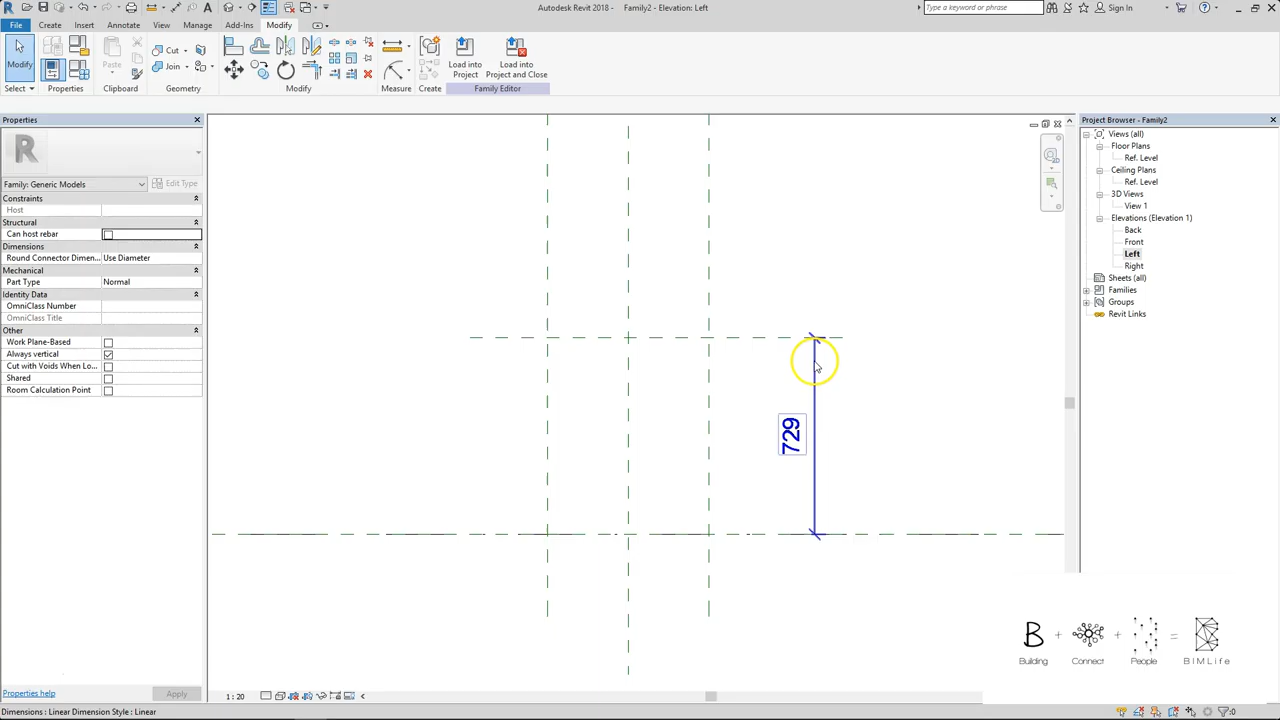 Autodesk Revit 2018 -    Family2 - Elevation: Left
Type a keyword or phrase
Sign In
File
Create
Insert
Annotate
View
Manage
Add-Ins
Modify
Modify
Paste
Cut
Join
Load into
Project
Load into
Project and Close
Select
Properties
Clipboard
Geometry
Modify
Measure
Create
Family Editor
Properties
R
Family: Generic Models
Edit Type
Constraints
Host
Structural
Can host rebar
Dimensions
Round Connector Dimen... Use Diameter
Mechanical
Part Type Normal
Identity Data
OmniClass Number
OmniClass Title
Other
Work Plane-Based
Always vertical
Cut with Voids When Lo...
Shared
Room Calculation Point
Properties help
Apply
729
1 : 20
Project Browser - Family2
Views (all)
Floor Plans
Ref. Level
Ceiling Plans
Ref. Level
3D Views
View 1
Elevations (Elevation 1)
Back
Front
Left
Right
Sheets (all)
Families
Groups
Revit Links
B + + =
Building Connect People BIMLife
Dimensions : Linear Dimension Style : Linear
:0